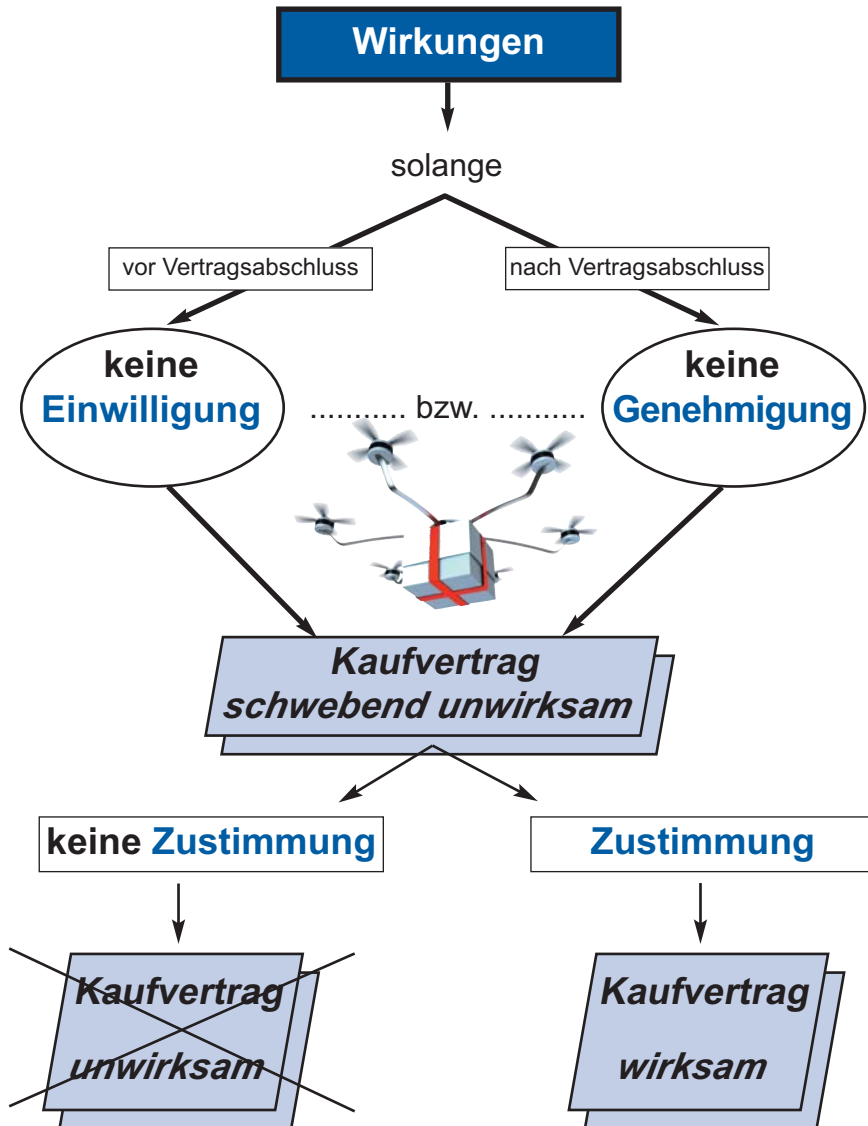 Wirkungen
solange
vor Vertragsabschluss
nach Vertragsabschluss
keine
Einwilligung
........... bzw. ...........
keine
Genehmigung
Kaufvertrag
schwebend unwirksam
keine Zustimmung
Zustimmung
Kaufvertrag
unwirksam
Kaufvertrag
wirksam